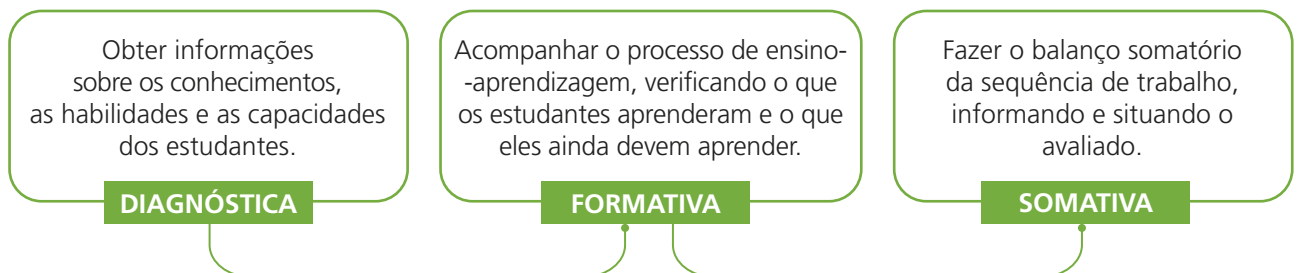 Obter informações
sobre os conhecimentos,
as habilidades e as capacidades
dos estudantes.
DIAGNÓSTICA
Acompanhar o processo de ensino-
-aprendizagem, verificando o que
os estudantes aprenderam e o que
eles ainda devem aprender.
FORMATIVA
Fazer o balanço somatório
da sequência de trabalho,
informando e situando o
avaliado.
SOMATIVA